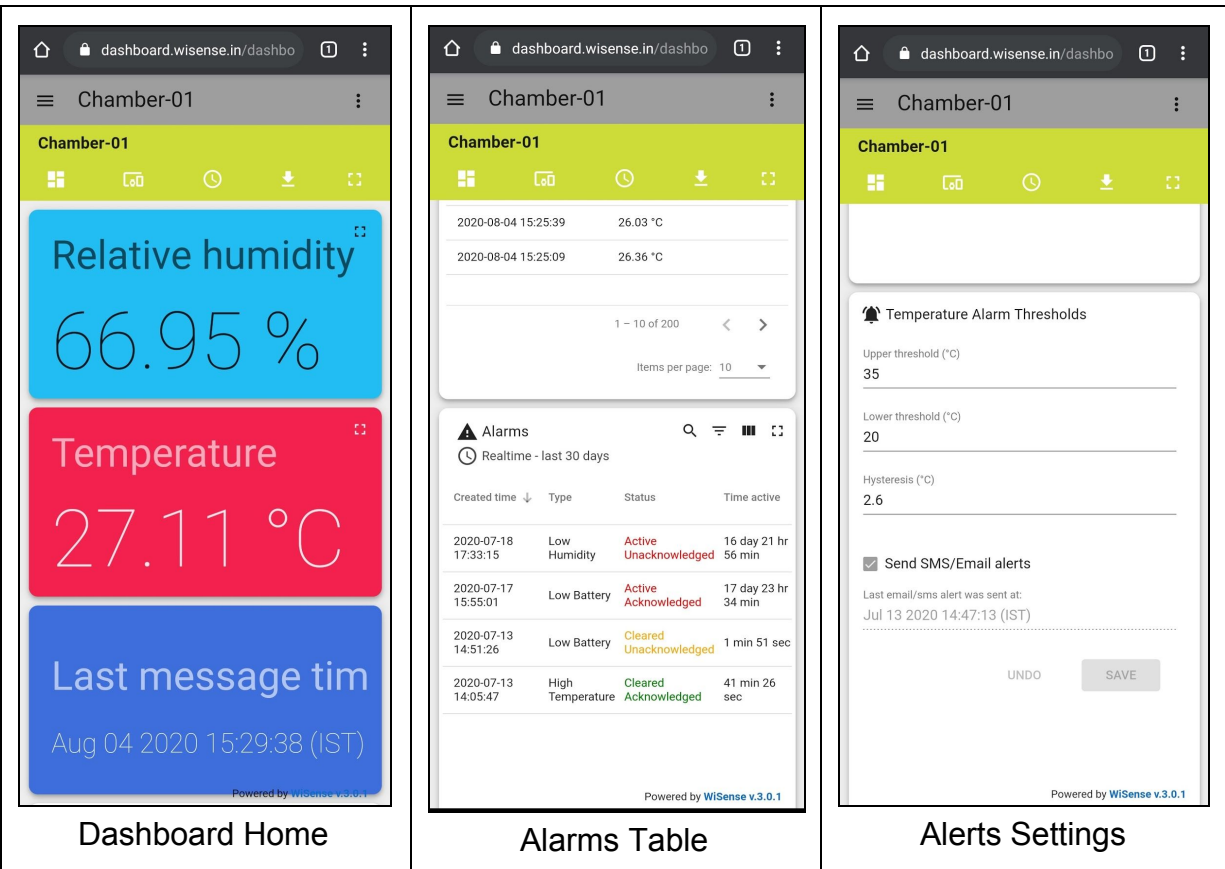 dashboard.wisense.in/dashbo 1
Chamber-01
Chamber-01
Relative humidity
66.95 %
Temperature
27.11 °C
Last message tim
Aug 04 2020 15:29:38 (IST)
Powered by WiSense v.3.0.1
Dashboard Home
dashboard.wisense.in/dashbo 1
Chamber-01
Chamber-01
2020-08-04 15:25:39 26.03 °C
2020-08-04 15:25:09 26.36 °C
1 – 10 of 200
Items per page: 10
Alarms
Realtime - last 30 days
Created time Type Status Time active
2020-07-18 Low Active 16 day 21 hr
17:33:15 Humidity Unacknowledged 56 min
2020-07-17 Low Battery Active 17 day 23 hr
15:55:01 Acknowledged 34 min
2020-07-13 Low Battery Cleared 1 min 51 sec
14:51:26 Unacknowledged
2020-07-13 High Cleared 41 min 26
14:05:47 Temperature Acknowledged sec
Powered by WiSense v.3.0.1
Alarms Table
dashboard.wisense.in/dashbo 1
Chamber-01
Chamber-01
Temperature Alarm Thresholds
Upper threshold (°C)
35
Lower threshold (°C)
20
Hysteresis (°C)
2.6
Send SMS/Email alerts
Last email/sms alert was sent at:
Jul 13 2020 14:47:13 (IST)
UNDO SAVE
Powered by WiSense v.3.0.1
Alerts Settings